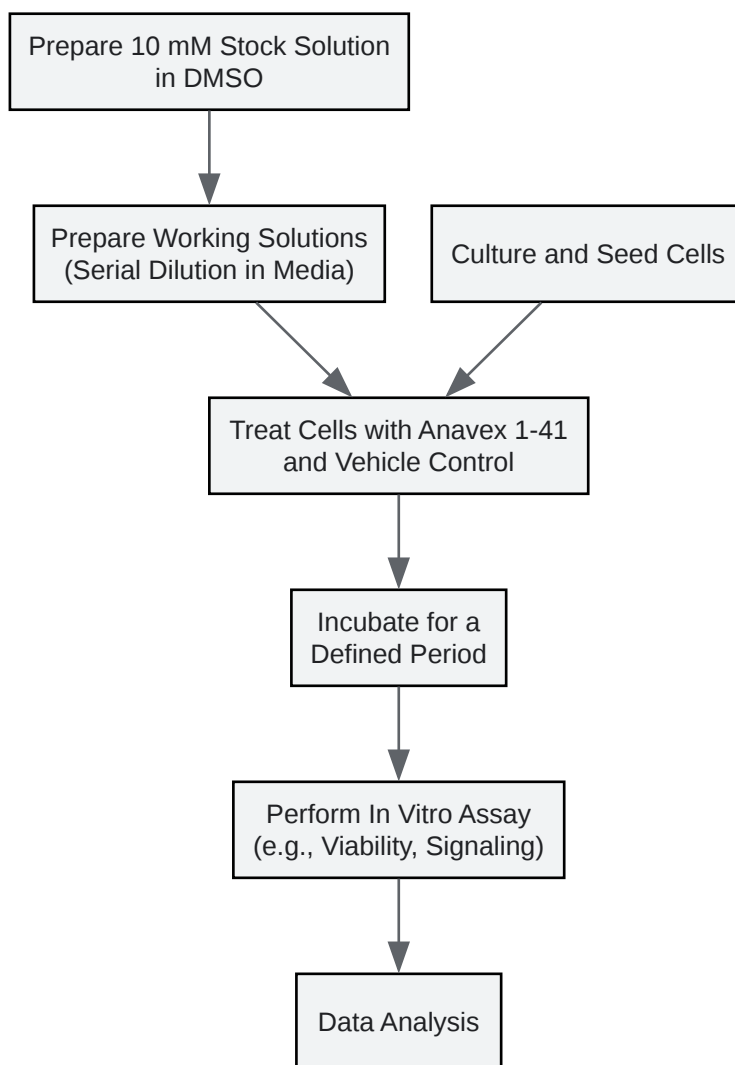 Prepare 10 mM Stock Solution
in DMSO
Prepare Working Solutions
(Serial Dilution in Media)
Culture and Seed Cells
Treat Cells with Anavex 1-41
and Vehicle Control
Incubate for a
Defined Period
Perform In Vitro Assay
(e.g., Viability, Signaling)
Data Analysis